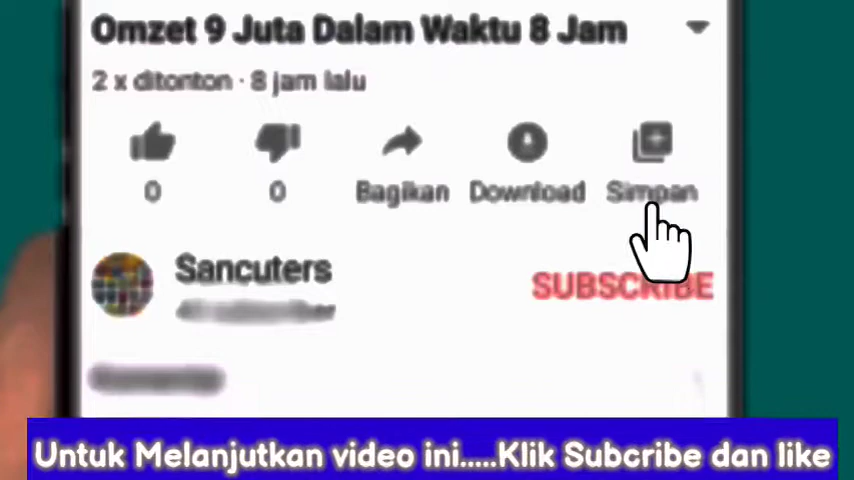 Omzet 9 Juta Dalam Waktu 8 Jam
2 x ditonton · 8 jam lalu
0 0 Bagikan Download Simpan
Sancuters
SUBSCRIBE
Untuk Melanjutkan video ini.....Klik Subcribe dan like